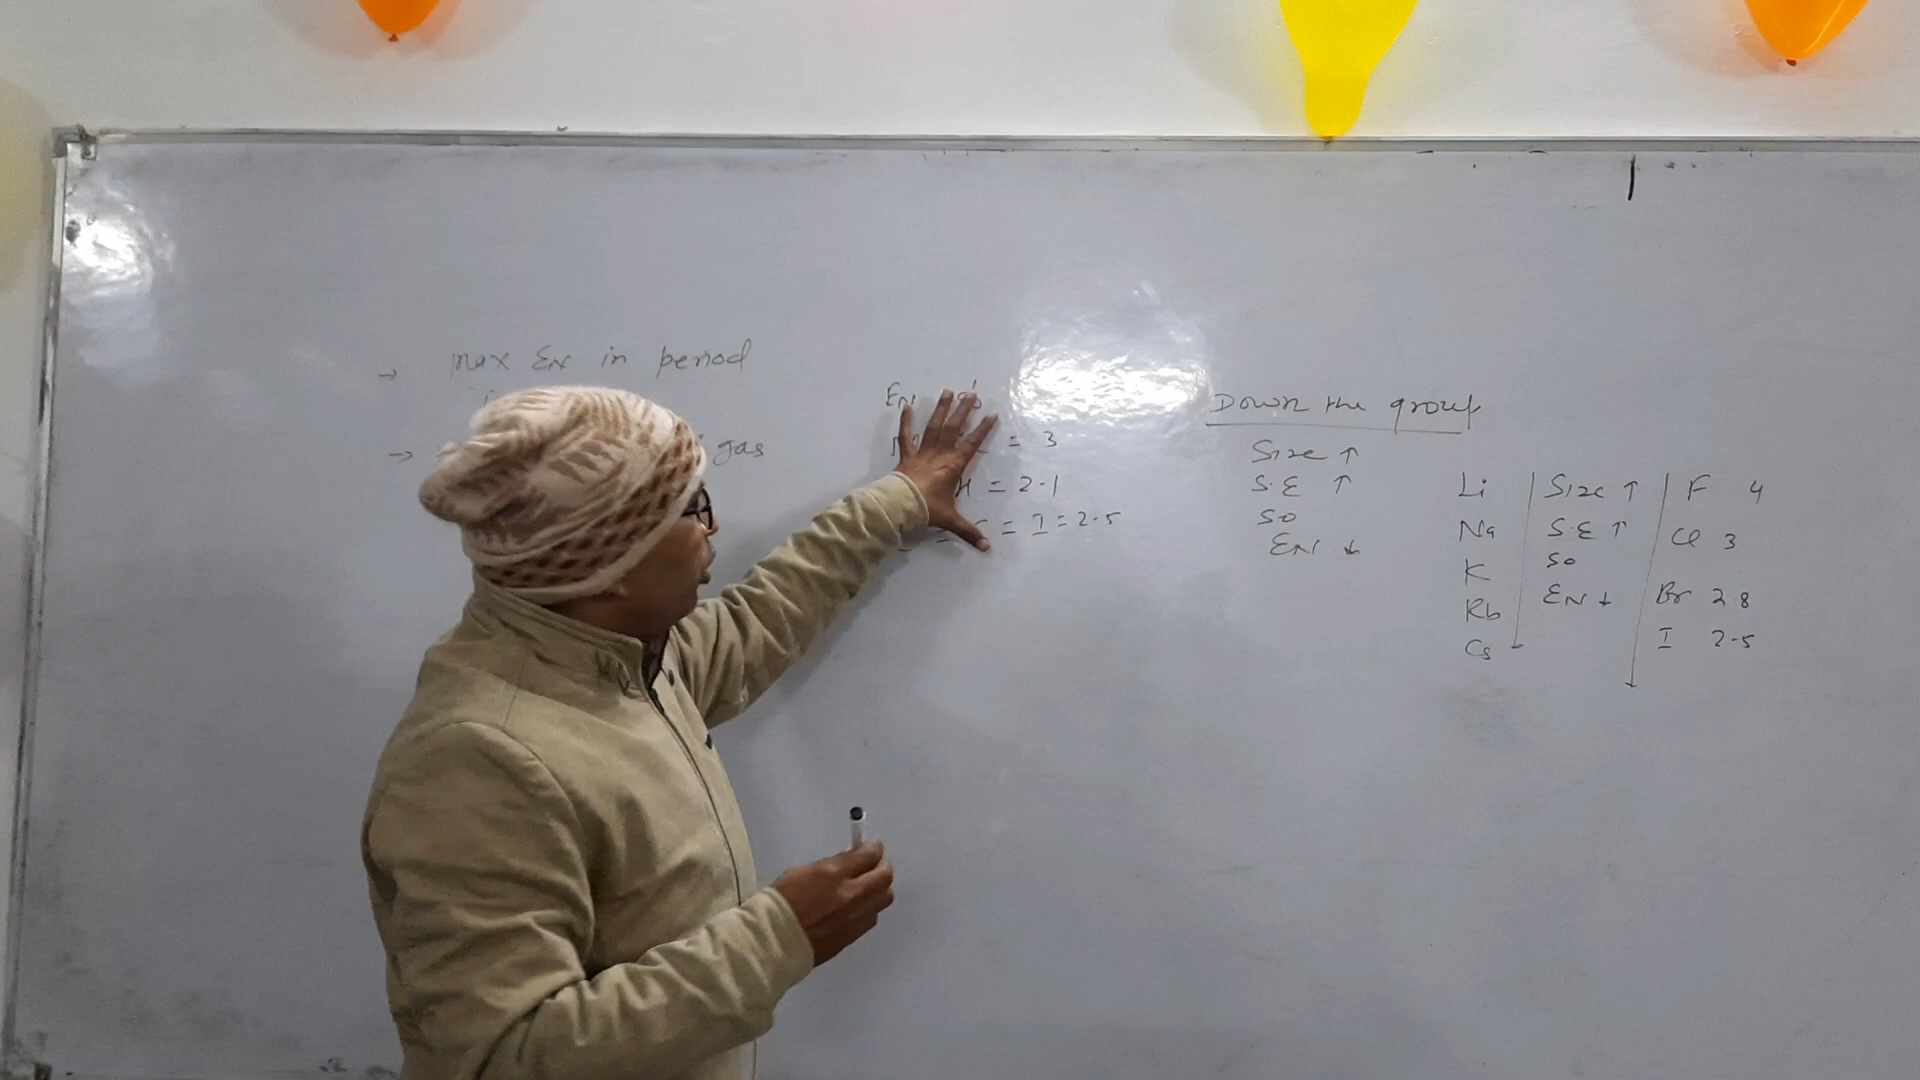 → max EN in period
→ gas
EN
= 3
H = 2.1
= I = 2.5
Down the group
Size ↑
S.E ↑
so
EN ↓
Li
Na
K
Rb
Cs
Size ↑
S.E ↑
so
EN ↓
F 4
Cl 3
Br 2 8
I 2.5